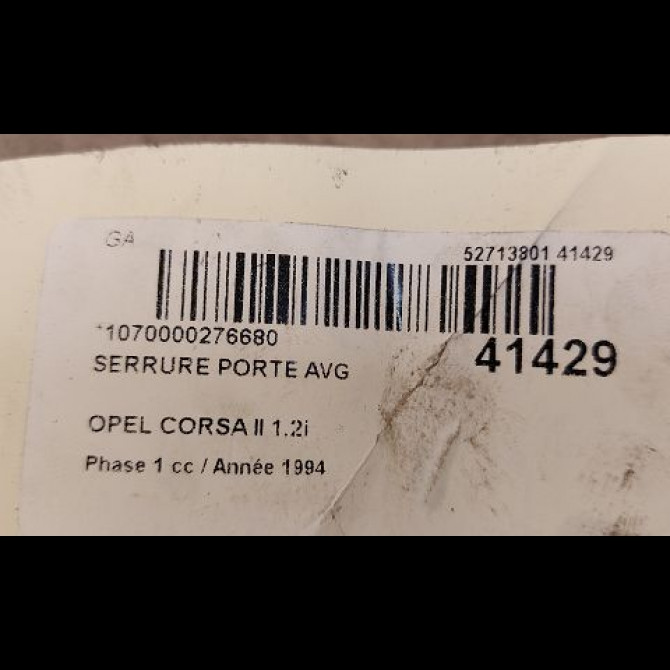 GA
52713801 41429
*1070000276680
41429
SERRURE PORTE AVG
OPEL CORSA II 1.2i
Phase 1 cc / Année 1994